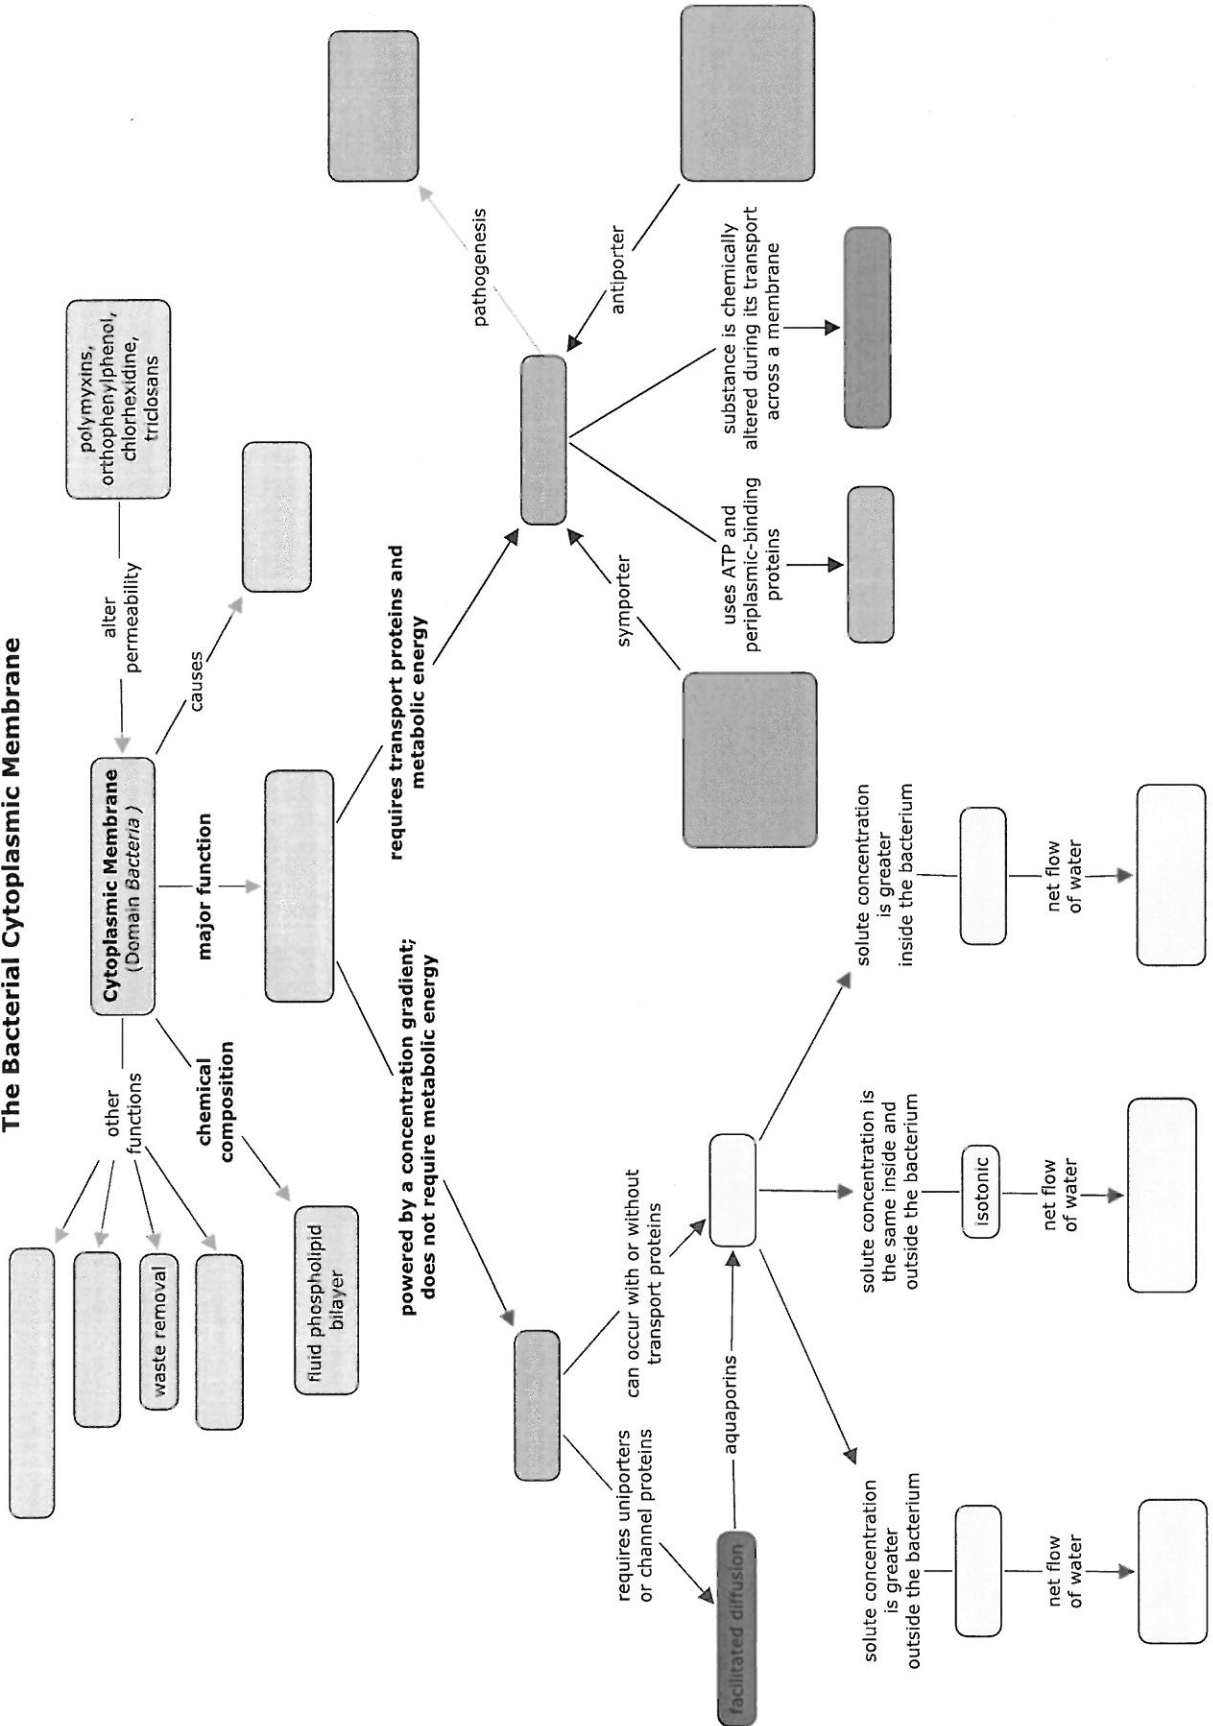 The Bacterial Cytoplasmic Membrane
polymyxins,
orthophenylphenol,
chlorhexidine,
triclosans
alter
permeability
Cytoplasmic Membrane
(Domain Bacteria )
other
functions
waste removal
chemical
composition
fluid phospholipid
bilayer
major function
causes
powered by a concentration gradient;
does not require metabolic energy
requires transport proteins and
metabolic energy
pathogenesis
requires uniporters
or channel proteins
can occur with or without
transport proteins
symporter
antiporter
facilitated diffusion
aquaporins
uses ATP and
periplasmic-binding
proteins
substance is chemically
altered during its transport
across a membrane
solute concentration
is greater
outside the bacterium
solute concentration is
the same inside and
outside the bacterium
solute concentration
is greater
inside the bacterium
isotonic
net flow
of water
net flow
of water
net flow
of water